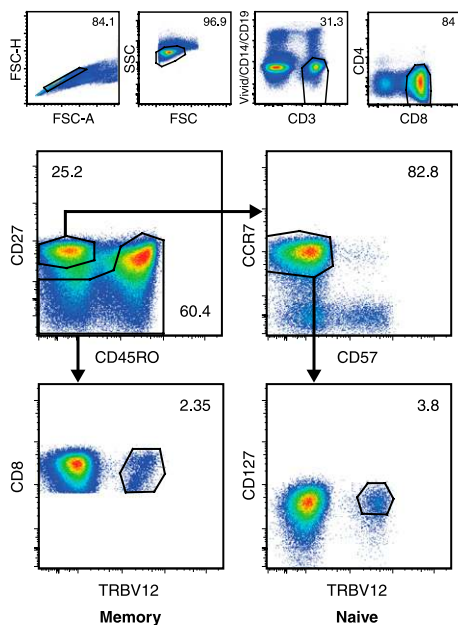 84.1
FSC-H
FSC-A
96.9
SSC
FSC
31.3
Vivid/CD14/CD19
CD3
84
CD4
CD8
25.2
60.4
CD27
CD45RO
82.8
CCR7
CD57
2.35
CD8
TRBV12
Memory
3.8
CD127
TRBV12
Naive